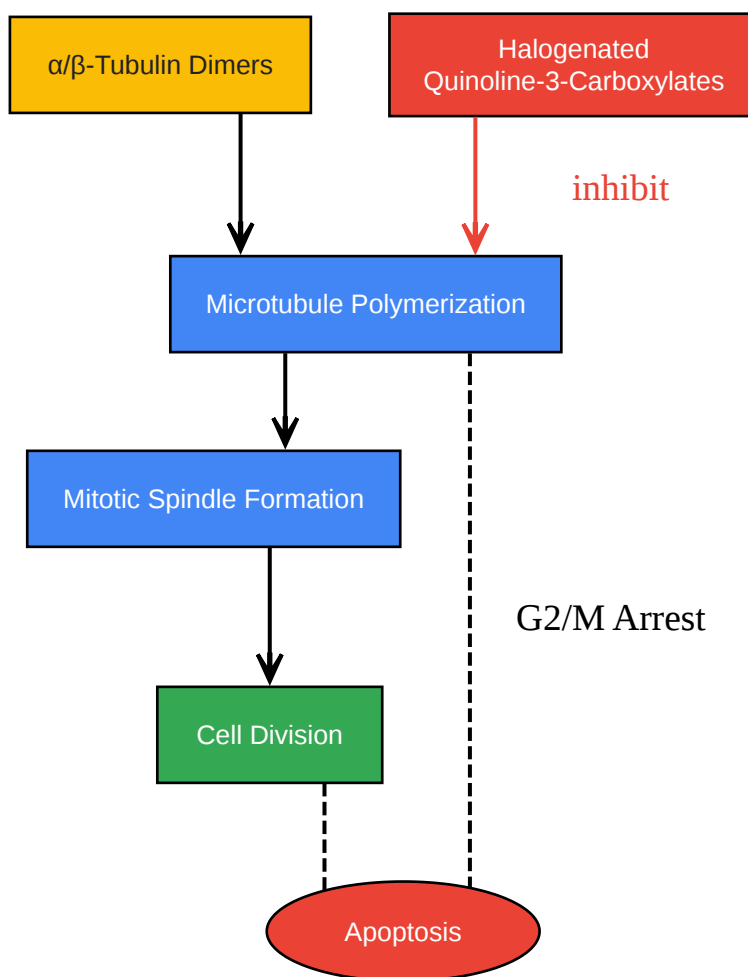 α/β-Tubulin Dimers
Halogenated
Quinoline-3-Carboxylates
inhibit
Microtubule Polymerization
Mitotic Spindle Formation
G2/M Arrest
Cell Division
Apoptosis